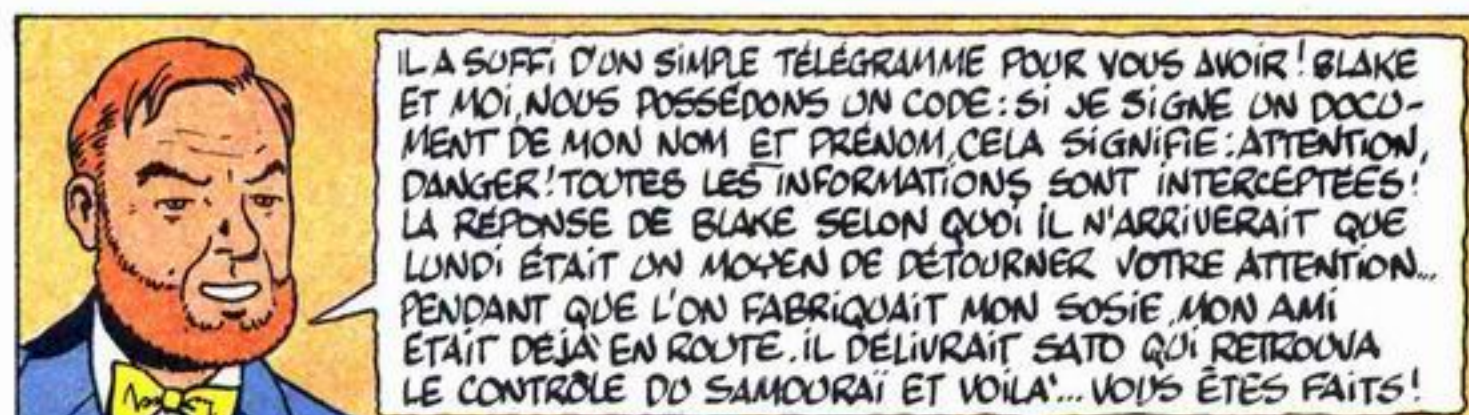 IL A SUFFI D'UN SIMPLE TÉLÉGRAMME POUR VOUS AVOIR ! BLAKE
ET MOI, NOUS POSSÉDONS UN CODE : SI JE SIGNE UN DOCU-
MENT DE MON NOM ET PRÉNOM, CELA SIGNIFIE : ATTENTION,
DANGER ! TOUTES LES INFORMATIONS SONT INTERCEPTÉES !
LA RÉPONSE DE BLAKE SELON QUOI IL N'ARRIVERAIT QUE
LUNDI ÉTAIT UN MOYEN DE DÉTOURNER VOTRE ATTENTION...
PENDANT QUE L'ON FABRIQUAIT MON SOSIE, MON AMI
ÉTAIT DÉJÀ EN ROUTE. IL DÉLIVRAIT SATO QUI RETROUVA
LE CONTRÔLE DU SAMOURAÏ ET VOILÀ... VOUS ÊTES FAITS !